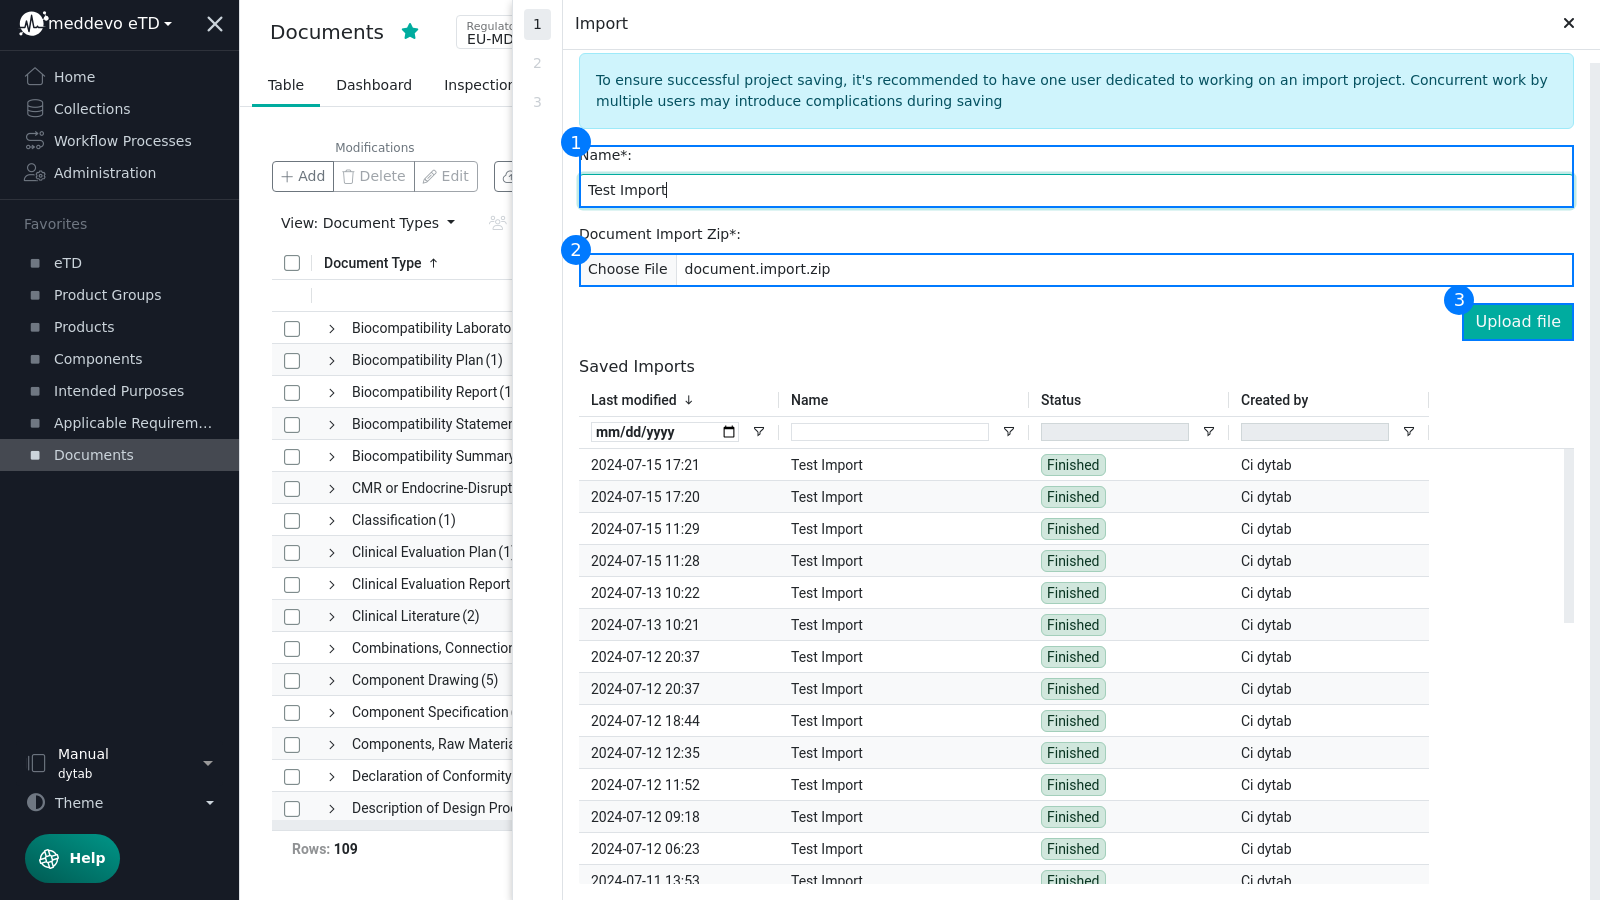 meddevo eTD
Home
Collections
Workflow Processes
Administration
Favorites
eTD
Product Groups
Products
Components
Intended Purposes
Applicable Requirem...
Documents
Manual
dytab
Theme
Help
Documents
Regulato
EU-MD
Table
Dashboard
Inspection
Modifications
Add
Delete
Edit
View: Document Types
Document Type
Biocompatibility Laborato
Biocompatibility Plan (1)
Biocompatibility Report (1
Biocompatibility Statemer
Biocompatibility Summary
CMR or Endocrine-Disrupt
Classification (1)
Clinical Evaluation Plan (1)
Clinical Evaluation Report
Clinical Literature (2)
Combinations, Connection
Component Drawing (5)
Component Specification
Components, Raw Materia
Declaration of Conformity
Description of Design Proc
Rows: 109
1
2
3
Import
To ensure successful project saving, it's recommended to have one user dedicated to working on an import project. Concurrent work by
multiple users may introduce complications during saving
1
Name*:
Test Import
Document Import Zip*:
2
Choose File document.import.zip
3
Upload file
Saved Imports
Last modified Name Status Created by
mm/dd/yyyy
2024-07-15 17:21 Test Import Finished Ci dytab
2024-07-15 17:20 Test Import Finished Ci dytab
2024-07-15 11:29 Test Import Finished Ci dytab
2024-07-15 11:28 Test Import Finished Ci dytab
2024-07-13 10:22 Test Import Finished Ci dytab
2024-07-13 10:21 Test Import Finished Ci dytab
2024-07-12 20:37 Test Import Finished Ci dytab
2024-07-12 20:37 Test Import Finished Ci dytab
2024-07-12 18:44 Test Import Finished Ci dytab
2024-07-12 12:35 Test Import Finished Ci dytab
2024-07-12 11:52 Test Import Finished Ci dytab
2024-07-12 09:18 Test Import Finished Ci dytab
2024-07-12 06:23 Test Import Finished Ci dytab
2024-07-11 13:53 Test Import Finished Ci dytab